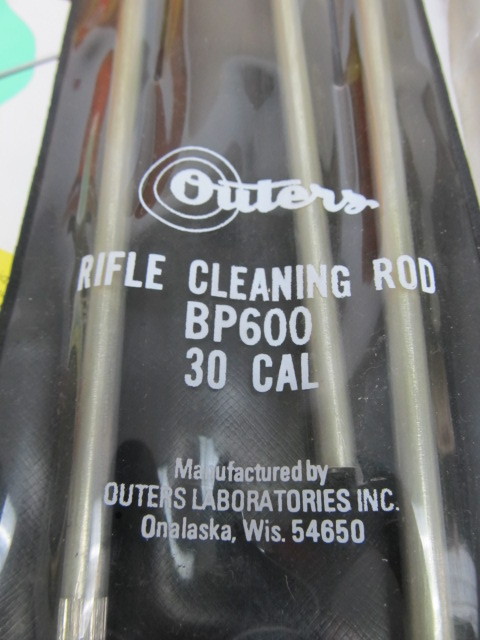 Outers
RIFLE CLEANING ROD
BP600
30 CAL
Manufactured by
OUTERS LABORATORIES INC.
Onalaska, Wis. 54650